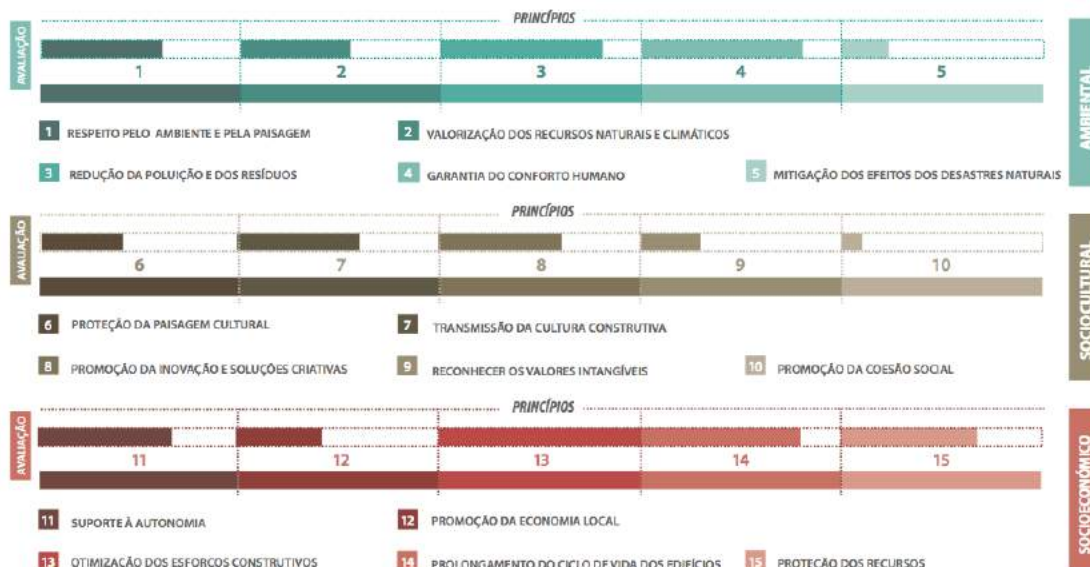 PRINCÍPIOS
AVALIAÇÃO
1 2 3 4 5
1 RESPEITO PELO AMBIENTE E PELA PAISAGEM
2 VALORIZAÇÃO DOS RECURSOS NATURAIS E CLIMÁTICOS
3 REDUÇÃO DA POLUIÇÃO E DOS RESÍDUOS
4 GARANTIA DO CONFORTO HUMANO
5 MITIGAÇÃO DOS EFEITOS DOS DESASTRES NATURAIS
AMBIENTAL
PRINCÍPIOS
AVALIAÇÃO
6 7 8 9 10
6 PROTEÇÃO DA PAISAGEM CULTURAL
7 TRANSMISSÃO DA CULTURA CONSTRUTIVA
8 PROMOÇÃO DA INOVAÇÃO E SOLUÇÕES CRIATIVAS
9 RECONHECER OS VALORES INTANGÍVEIS
10 PROMOÇÃO DA COESÃO SOCIAL
SOCIOCULTURAL
PRINCÍPIOS
AVALIAÇÃO
11 12 13 14 15
11 SUPORTE À AUTONOMIA
12 PROMOÇÃO DA ECONOMIA LOCAL
13 OTIMIZAÇÃO DOS ESFORÇOS CONSTRUTIVOS
14 PROLONGAMENTO DO CICLO DE VIDA DOS EDIFÍCIOS
15 PROTEÇÃO DOS RECURSOS
SOCIOECONÓMICO